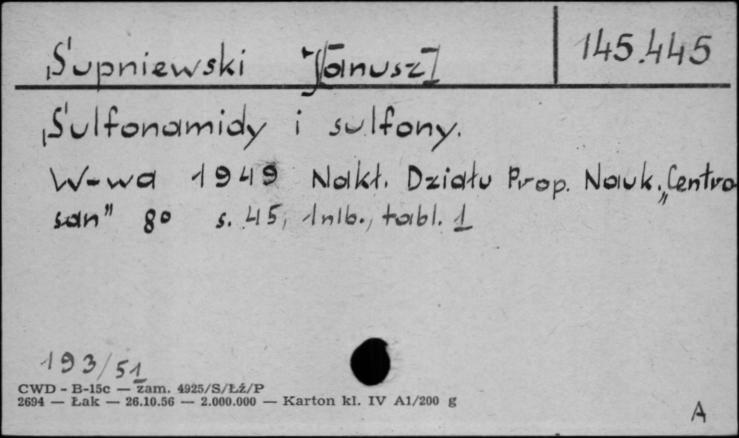 Supniewski [Janusz] 145.445
Sulfonamidy i sulfony.
W-wa 1949 Nakł. Działu Prop. Nauk. „Centro
san" 8° s. 45, 1nlb., tabl. 1
193/51
CWD - B-15c — zam. 4925/S/ŁŻ/P
2694 — Łak — 26.10.56 — 2.000.000 — Karton kl. IV A1/200 g
A